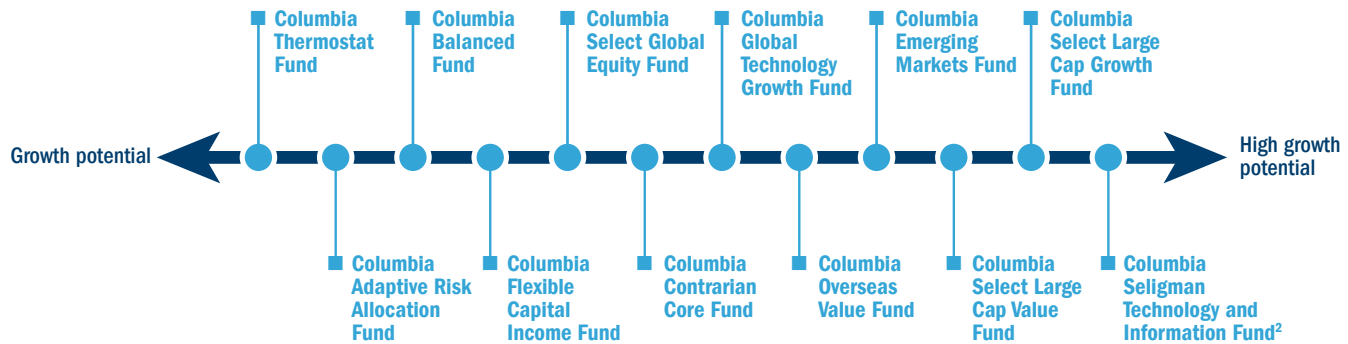 Columbia
Thermostat
Fund
Columbia
Balanced
Fund
Columbia
Select Global
Equity Fund
Columbia
Global
Technology
Growth Fund
Columbia
Emerging
Markets Fund
Columbia
Select Large
Cap Growth
Fund
Growth potential
High growth
potential
Columbia
Adaptive Risk
Allocation
Fund
Columbia
Flexible
Capital
Income Fund
Columbia
Contrarian
Core Fund
Columbia
Overseas
Value Fund
Columbia
Select Large
Cap Value
Fund
Columbia
Seligman
Technology and
Information Fund²